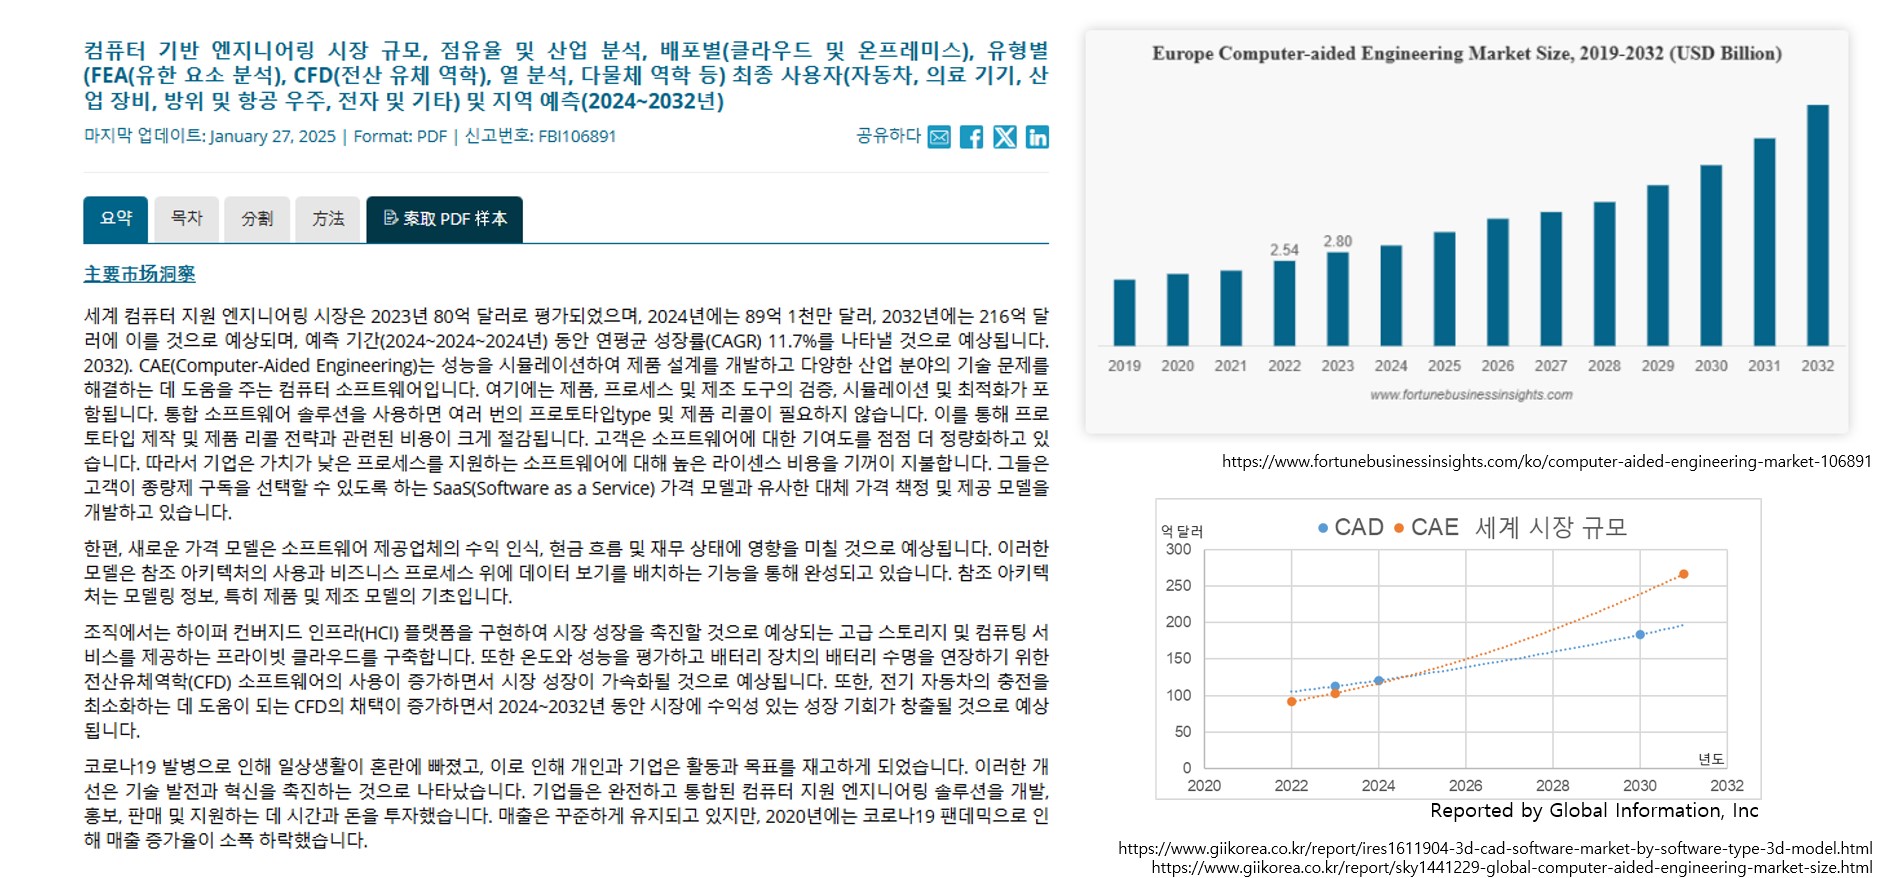 컴퓨터 기반 엔지니어링 시장 규모, 점유율 및 산업 분석, 배포별(클라우드 및 온프레미스), 유형별
(FEA(유한 요소 분석), CFD(전산 유체 역학), 열 분석, 다물체 역학 등) 최종 사용자(자동차, 의료 기기, 산
업 장비, 방위 및 항공 우주, 전자 및 기타) 및 지역 예측(2024~2032년)
마지막 업데이트: January 27, 2025 | Format: PDF | 신고번호: FBI106891
공유하다
요약
목차
分割
方法
索取 PDF 样本
主要市场洞察
세계 컴퓨터 지원 엔지니어링 시장은 2023년 80억 달러로 평가되었으며, 2024년에는 89억 1천만 달러, 2032년에는 216억 달
러에 이를 것으로 예상되며, 예측 기간(2024~2024~2024년) 동안 연평균 성장률(CAGR) 11.7%를 나타낼 것으로 예상됩니다.
2032). CAE(Computer-Aided Engineering)는 성능을 시뮬레이션하여 제품 설계를 개발하고 다양한 산업 분야의 기술 문제를
해결하는 데 도움을 주는 컴퓨터 소프트웨어입니다. 여기에는 제품, 프로세스 및 제조 도구의 검증, 시뮬레이션 및 최적화가 포
함됩니다. 통합 소프트웨어 솔루션을 사용하면 여러 번의 프로토타입type 및 제품 리콜이 필요하지 않습니다. 이를 통해 프로
토타입 제작 및 제품 리콜 전략과 관련된 비용이 크게 절감됩니다. 고객은 소프트웨어에 대한 기여도를 점점 더 정량화하고 있
습니다. 따라서 기업은 가치가 낮은 프로세스를 지원하는 소프트웨어에 대해 높은 라이센스 비용을 기꺼이 지불합니다. 그들은
고객이 종량제 구독을 선택할 수 있도록 하는 SaaS(Software as a Service) 가격 모델과 유사한 대체 가격 책정 및 제공 모델을
개발하고 있습니다.
한편, 새로운 가격 모델은 소프트웨어 제공업체의 수익 인식, 현금 흐름 및 재무 상태에 영향을 미칠 것으로 예상됩니다. 이러한
모델은 참조 아키텍처의 사용과 비즈니스 프로세스 위에 데이터 보기를 배치하는 기능을 통해 완성되고 있습니다. 참조 아키텍
처는 모델링 정보, 특히 제품 및 제조 모델의 기초입니다.
조직에서는 하이퍼 컨버지드 인프라(HCI) 플랫폼을 구현하여 시장 성장을 촉진할 것으로 예상되는 고급 스토리지 및 컴퓨팅 서
비스를 제공하는 프라이빗 클라우드를 구축합니다. 또한 온도와 성능을 평가하고 배터리 장치의 배터리 수명을 연장하기 위한
전산유체역학(CFD) 소프트웨어의 사용이 증가하면서 시장 성장이 가속화될 것으로 예상됩니다. 또한, 전기 자동차의 충전을
최소화하는 데 도움이 되는 CFD의 채택이 증가하면서 2024~2032년 동안 시장에 수익성 있는 성장 기회가 창출될 것으로 예상
됩니다.
코로나19 발병으로 인해 일상생활이 혼란에 빠졌고, 이로 인해 개인과 기업은 활동과 목표를 재고하게 되었습니다. 이러한 개
선은 기술 발전과 혁신을 촉진하는 것으로 나타났습니다. 기업들은 완전하고 통합된 컴퓨터 지원 엔지니어링 솔루션을 개발,
홍보, 판매 및 지원하는 데 시간과 돈을 투자했습니다. 매출은 꾸준하게 유지되고 있지만, 2020년에는 코로나19 팬데믹으로 인
해 매출 증가율이 소폭 하락했습니다.
Europe Computer-aided Engineering Market Size, 2019-2032 (USD Billion)
2.54
2.80
2019 2020 2021 2022 2023 2024 2025 2026 2027 2028 2029 2030 2031 2032
www.fortunebusinessinsights.com
https://www.fortunebusinessinsights.com/ko/computer-aided-engineering-market-106891
억 달러
CAD CAE 세계 시장 규모
300
250
200
150
100
50
0
년도
2020 2022 2024 2026 2028 2030 2032
Reported by Global Information, Inc
https://www.giikorea.co.kr/report/ires1611904-3d-cad-software-market-by-software-type-3d-model.html
https://www.giikorea.co.kr/report/sky1441229-global-computer-aided-engineering-market-size.html